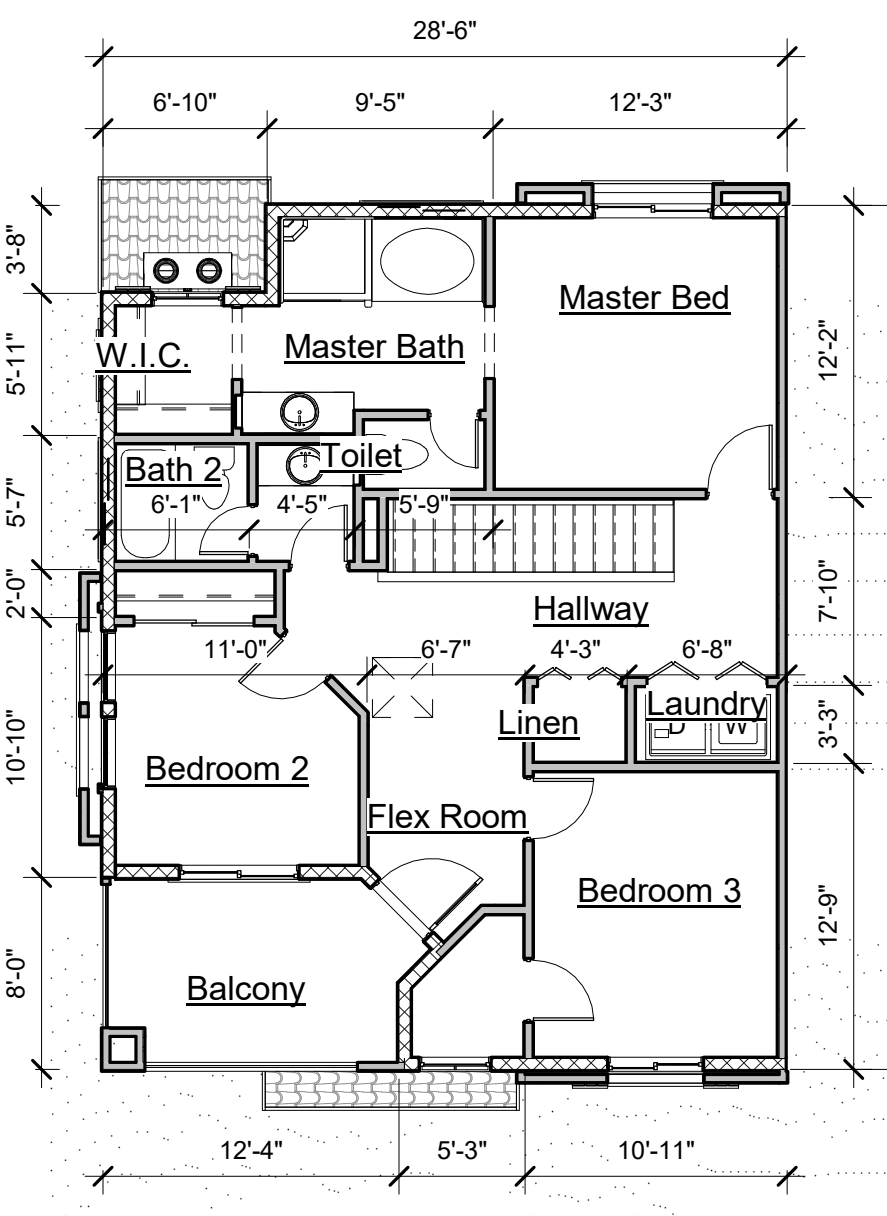 28'-6"
6'-10"
9'-5"
12'-3"
3'-8"
Master Bed
5'-11"
W.I.C.
Master Bath
12'-2"
Toilet
Bath 2
5'-7"
6'-1"
4'-5"
5'-9"
2'-0"
Hallway
7'-10"
11'-0"
6'-7"
4'-3"
6'-8"
Laundry
Linen
D
W
3'-3"
10'-10"
Bedroom 2
Flex Room
Bedroom 3
12'-9"
8'-0"
Balcony
12'-4"
5'-3"
10'-11"